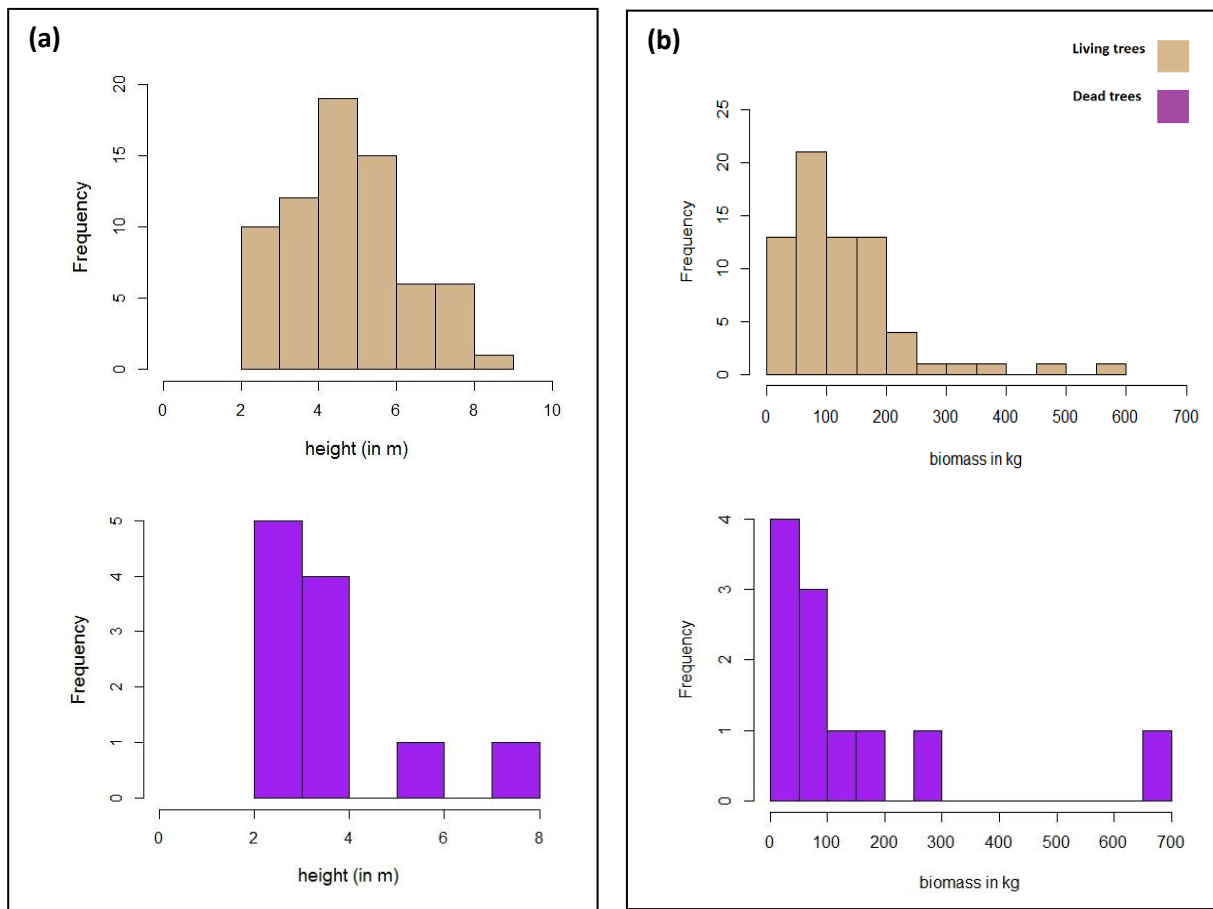 (a)
20
15
10
5
0
Frequency
0 2 4 6 8 10
height (in m)
5
4
3
2
1
0
Frequency
0 2 4 6 8
height (in m)
(b)
Living trees
Dead trees
25
20
15
10
5
0
Frequency
0 100 200 300 400 500 600 700
biomass in kg
4
3
2
1
0
Frequency
0 100 200 300 400 500 600 700
biomass in kg